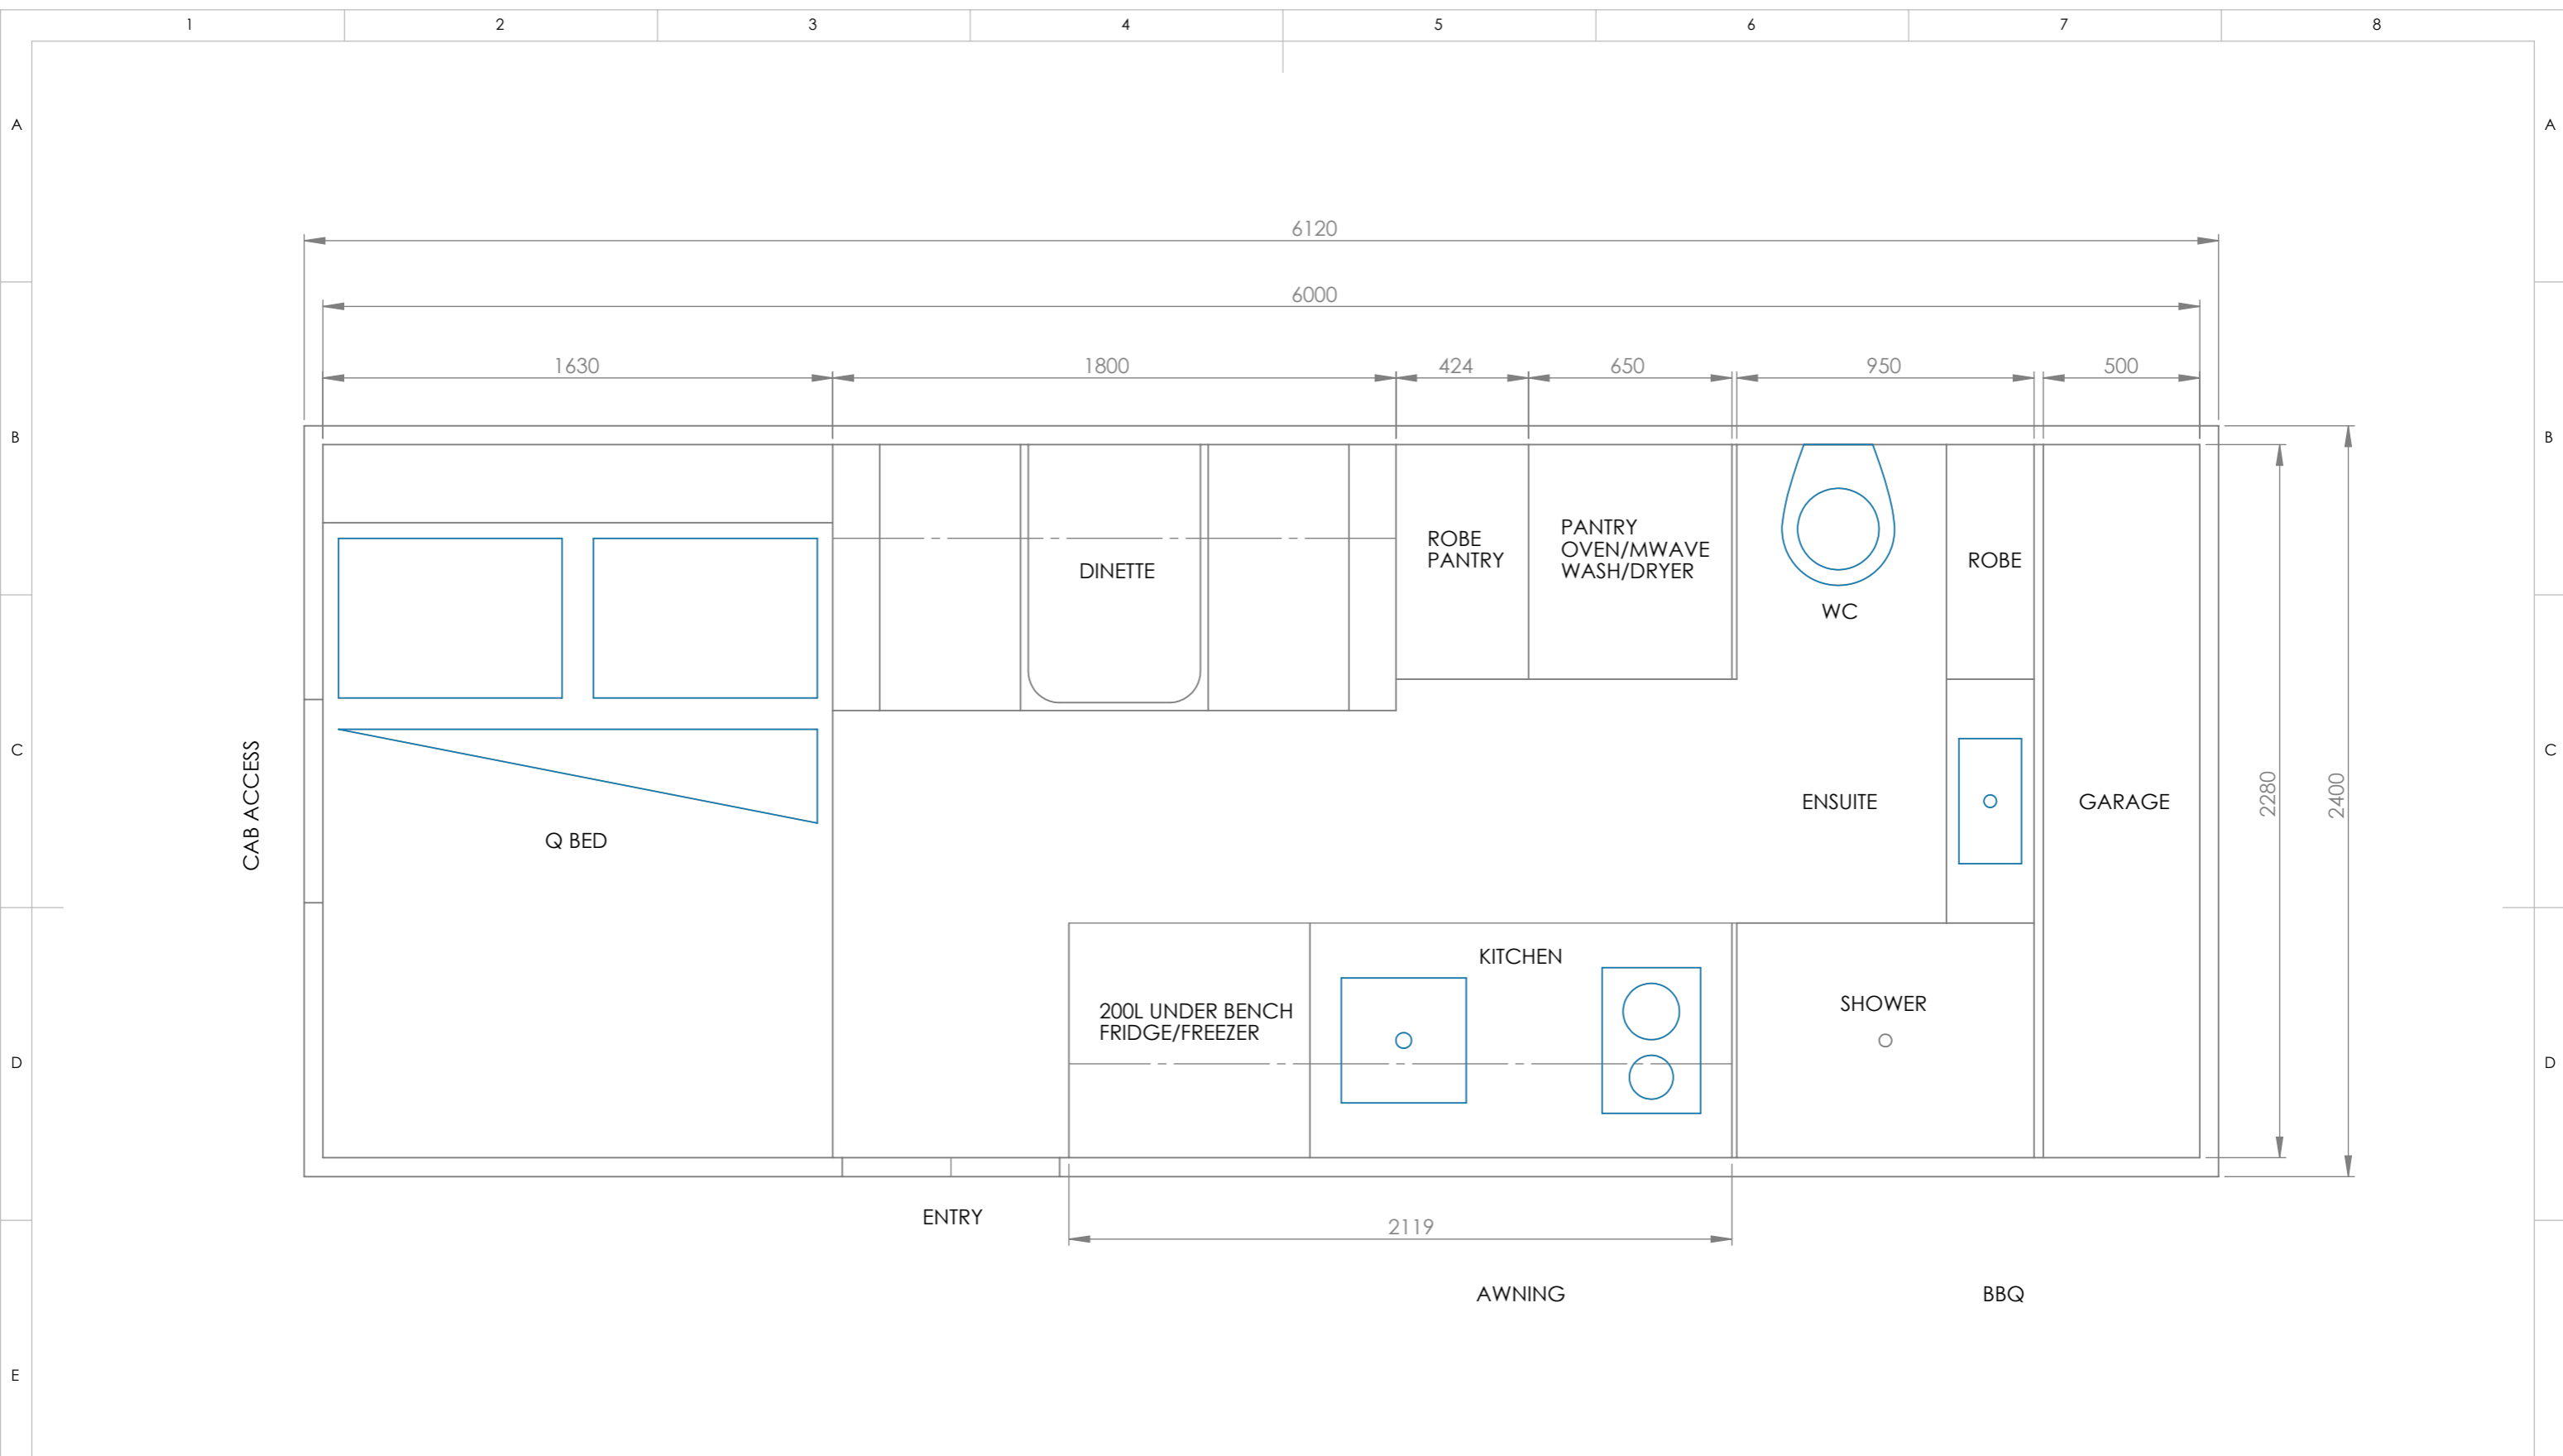 1 2 3 4 5 6 7 8
A A
6120
6000
1630 1800 424 650 950 500
B B
ROBE
PANTRY
PANTRY
OVEN/MWAVE
WASH/DRYER
DINETTE
ROBE
WC
C C
CAB ACCESS
Q BED
ENSUITE
GARAGE
2280
2400
KITCHEN
200L UNDER BENCH
FRIDGE/FREEZER
SHOWER
D D
ENTRY
2119
AWNING
BBQ
E